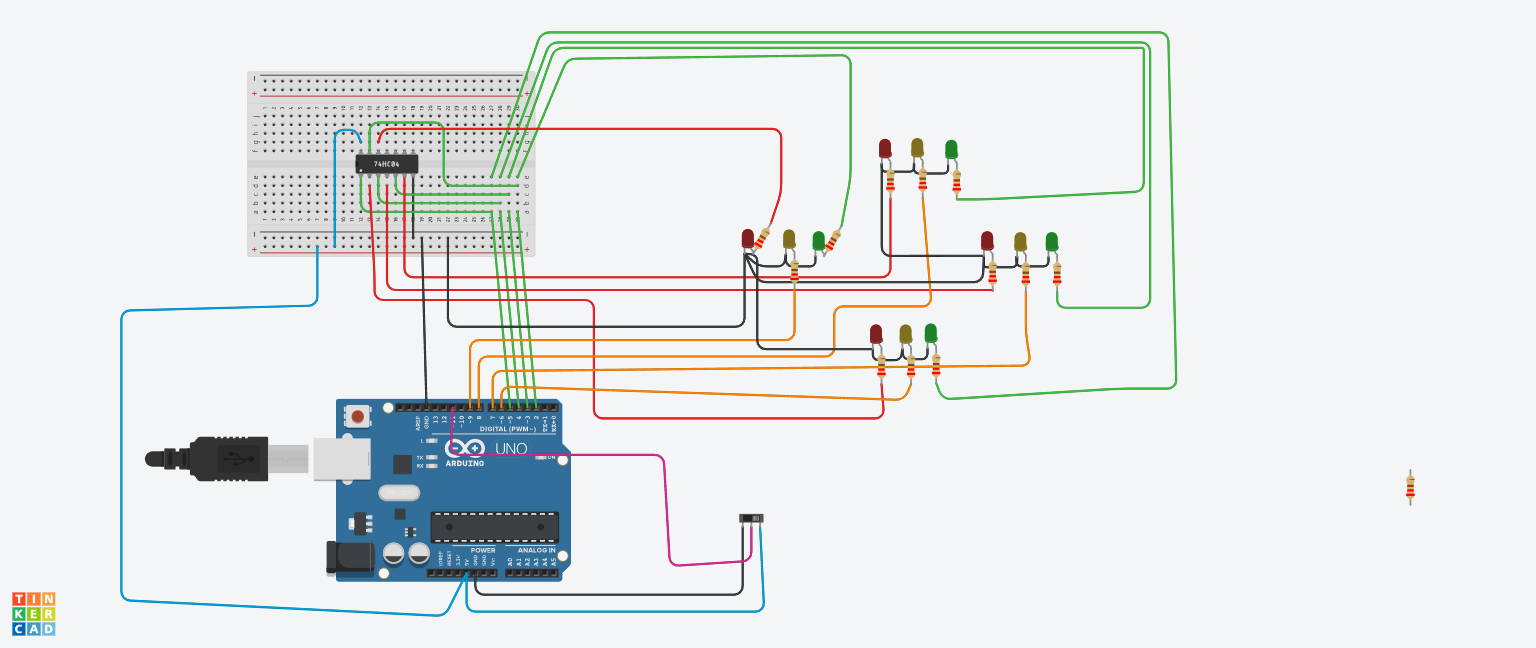 74HC04
AREF
GND
13
12
~10
~9
8
7
~6
~5
4
~3
2
TX→1
RX←0
DIGITAL (PWM~)
L
TX
RX
UNO
ARDUINO
ON
POWER
ANALOG IN
IOREF
RESET
3.3V
5V
GND
GND
Vin
A0
A1
A2
A3
A4
A5
TIN
KER
CAD